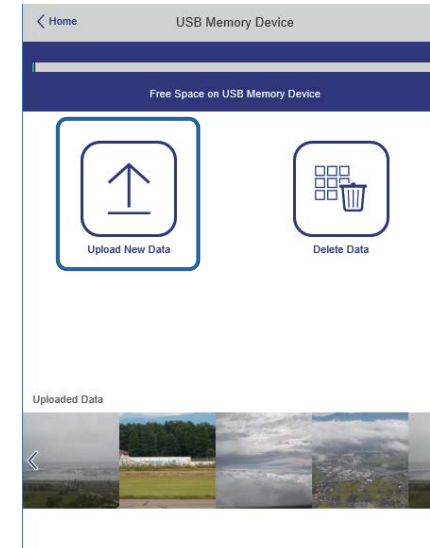 Home
USB Memory Device
Free Space on USB Memory Device
Upload New Data
Delete Data
Uploaded Data